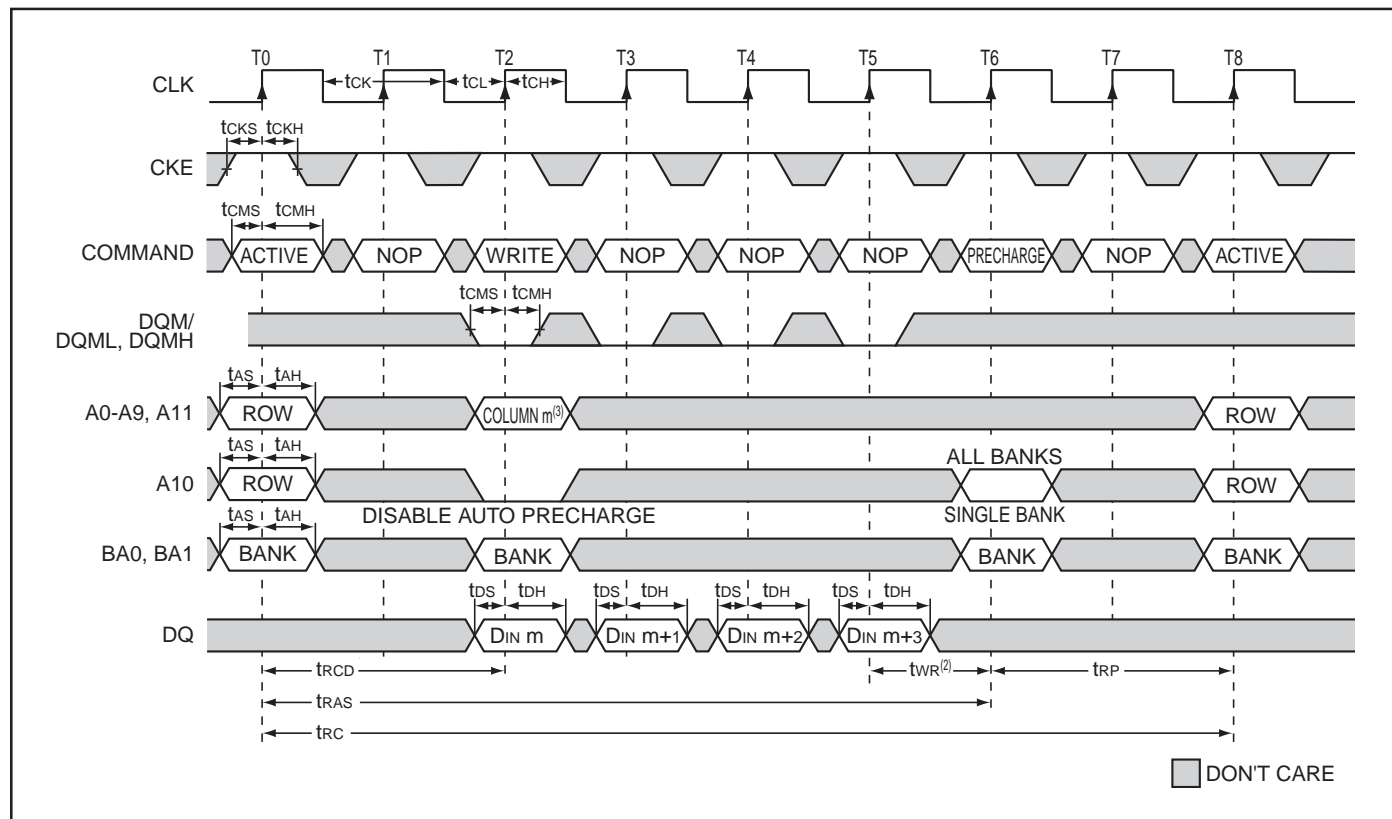 T0 T1 T2 T3 T4 T5 T6 T7 T8
CLK
tCK tCL tCH
tCKS tCKH
CKE
tCMS tCMH
COMMAND
ACTIVE NOP WRITE NOP NOP NOP PRECHARGE NOP ACTIVE
tCMS tCMH
DQM/
DQML, DQMH
tAS tAH
A0-A9, A11
ROW COLUMN m(3) ROW
tAS tAH
ALL BANKS
A10
ROW ROW
DISABLE AUTO PRECHARGE
SINGLE BANK
tAS tAH
BA0, BA1
BANK BANK BANK BANK
tDS tDH tDS tDH tDS tDH tDS tDH
DQ
DIN m DIN m+1 DIN m+2 DIN m+3
tRCD tWR(2) tRP
tRAS
tRC
DON'T CARE